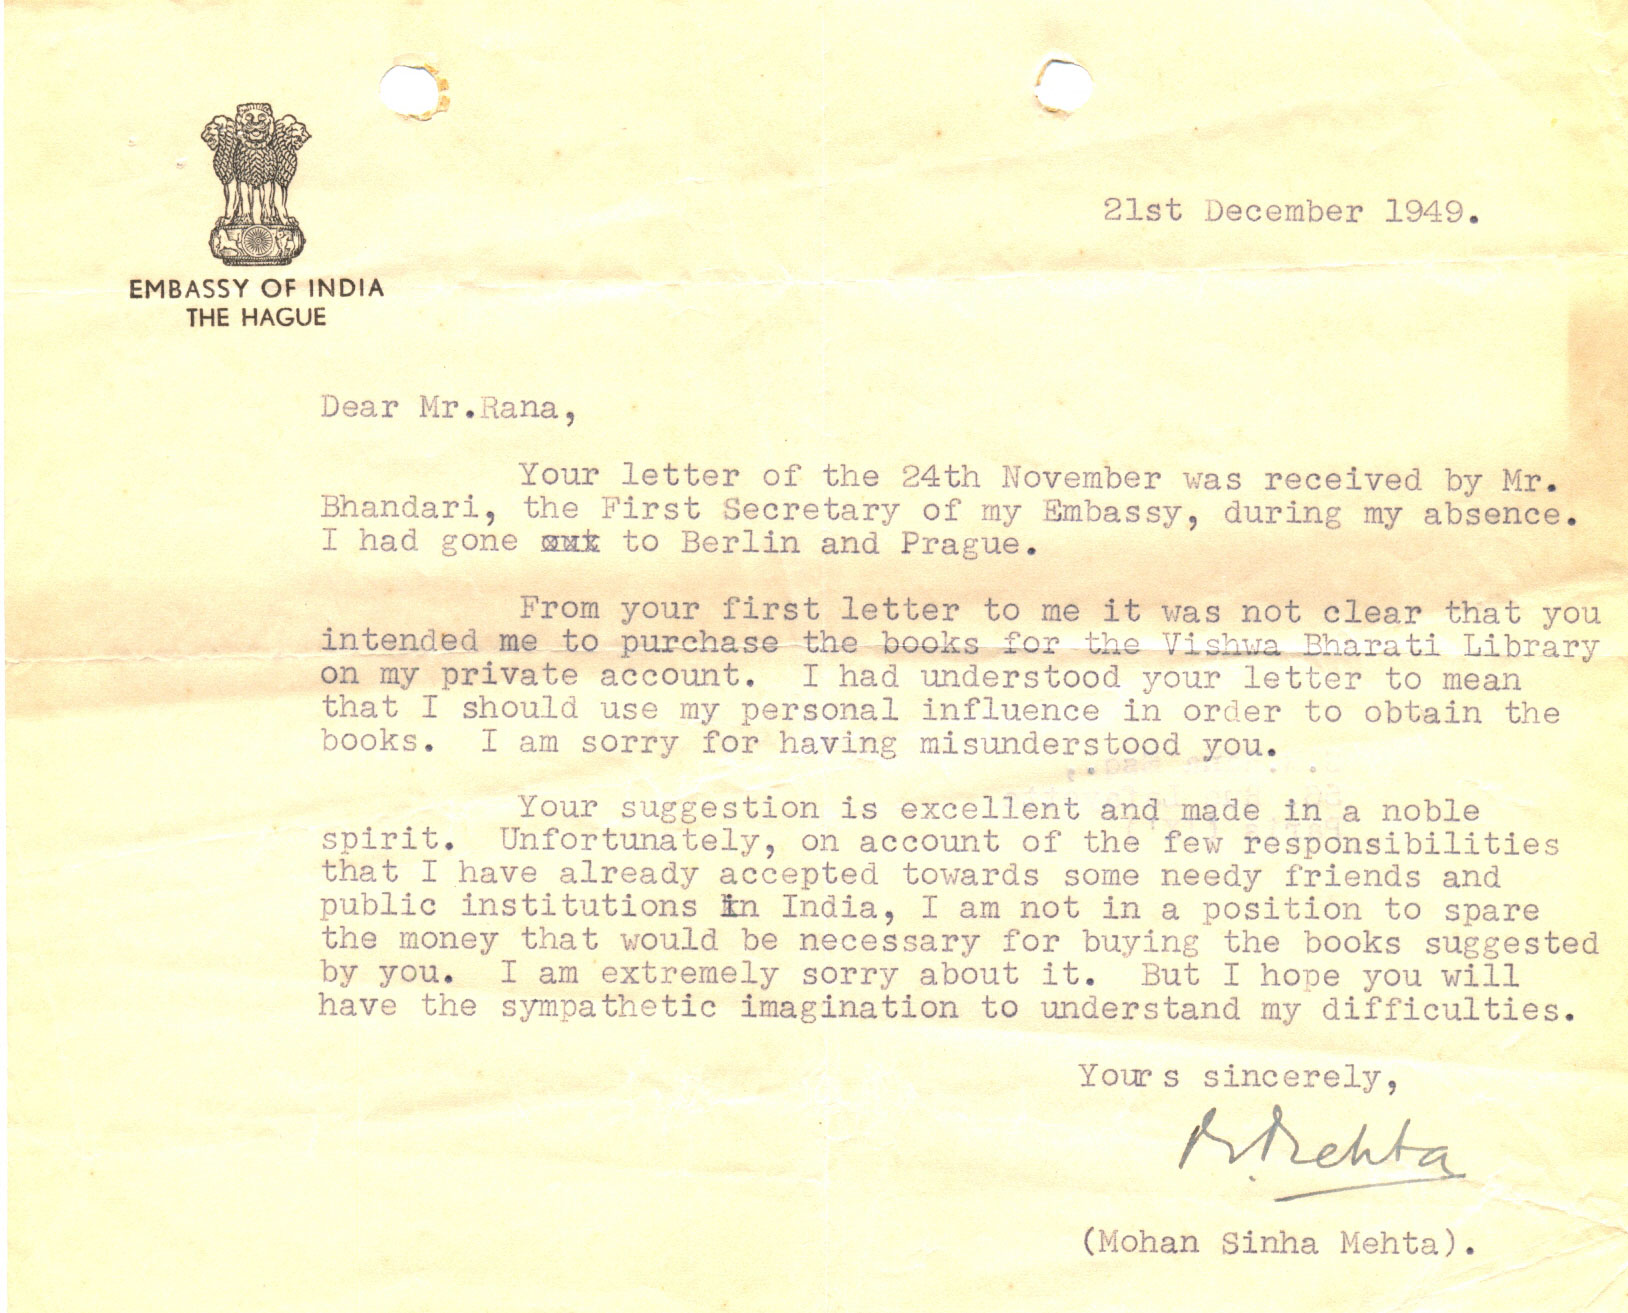 EMBASSY OF INDIA
THE HAGUE
21st December 1949.
Dear Mr.Rana,
Your letter of the 24th November was received by Mr.
Bhandari, the First Secretary of my Embassy, during my absence.
I had gone out to Berlin and Prague.
From your first letter to me it was not clear that you
intended me to purchase the books for the Vishwa Bharati Library
on my private account. I had understood your letter to mean
that I should use my personal influence in order to obtain the
books. I am sorry for having misunderstood you.
Your suggestion is excellent and made in a noble
spirit. Unfortunately, on account of the few responsibilities
that I have already accepted towards some needy friends and
public institutions in India, I am not in a position to spare
the money that would be necessary for buying the books suggested
by you. I am extremely sorry about it. But I hope you will
have the sympathetic imagination to understand my difficulties.
Yours sincerely,
M. Mehta
(Mohan Sinha Mehta).